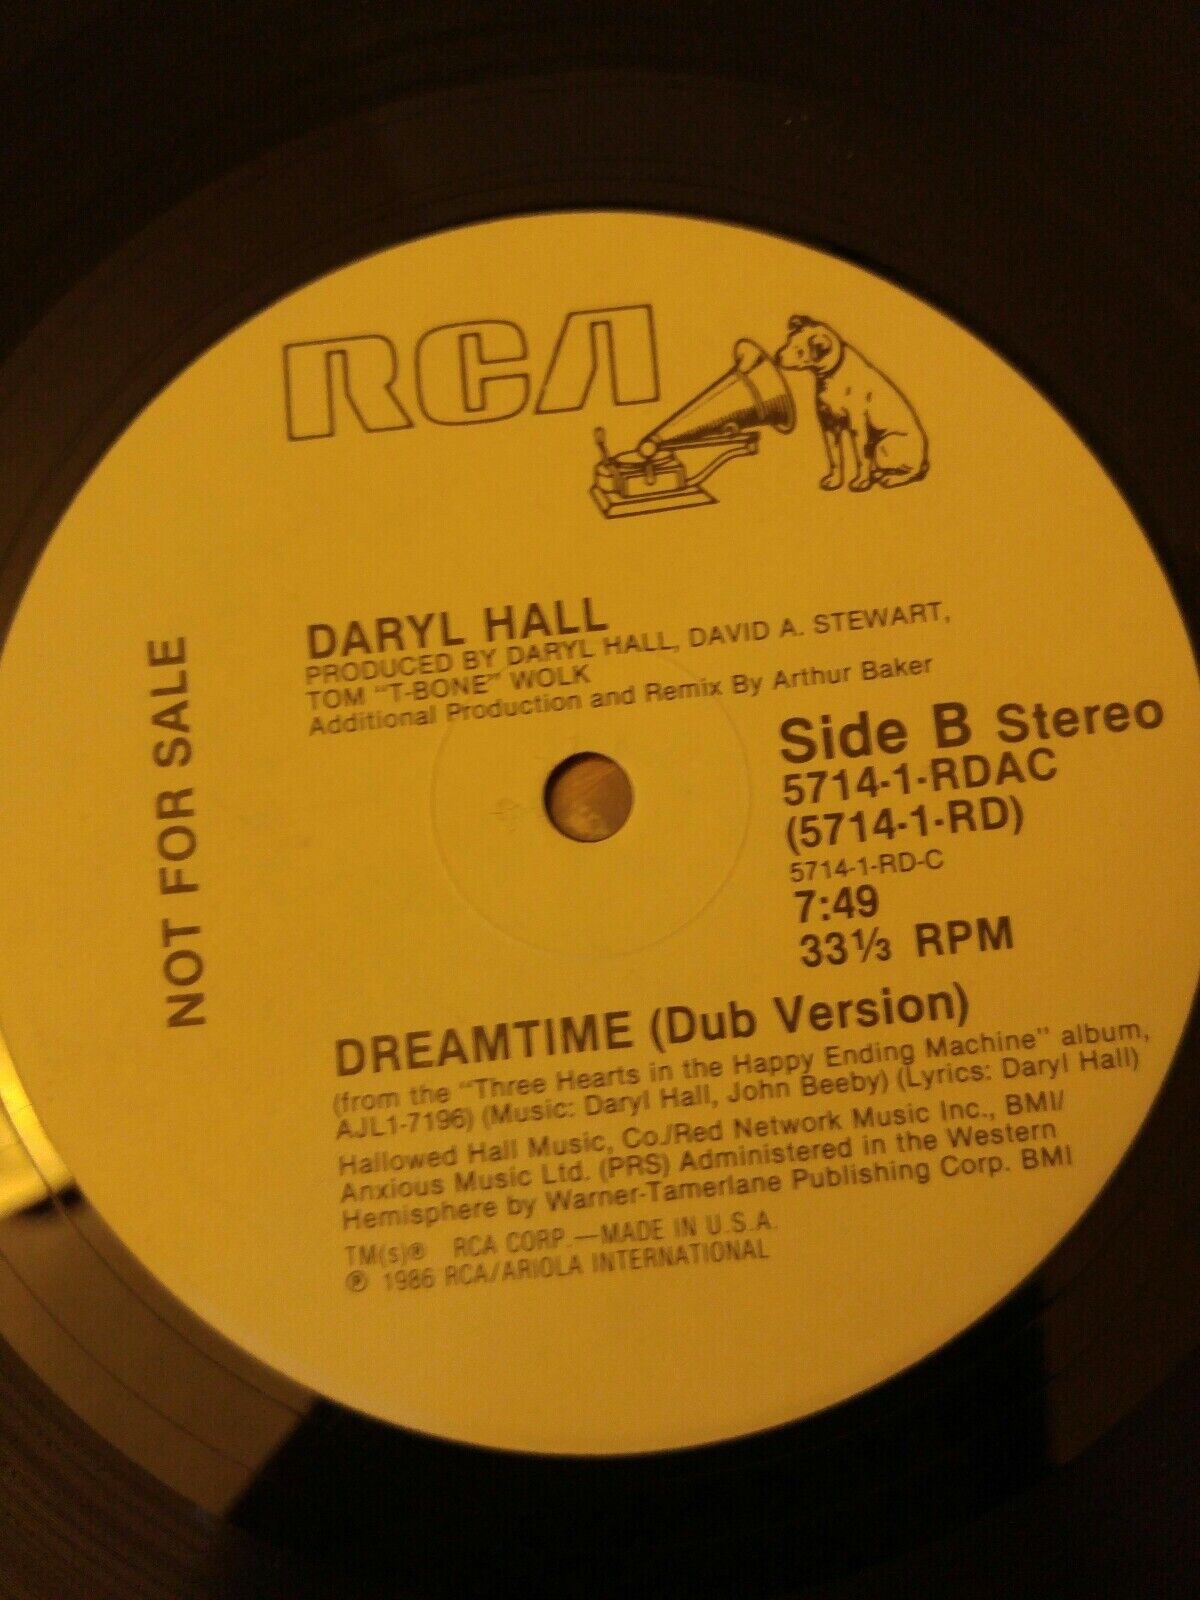 RCA
NOT FOR SALE
DARYL HALL
PRODUCED BY DARYL HALL, DAVID A. STEWART,
TOM "T-BONE" WOLK
Additional Production and Remix By Arthur Baker
Side B Stereo
5714-1-RDAC
(5714-1-RD)
5714-1-RD-C
7:49
33⅓ RPM
DREAMTIME (Dub Version)
(from the "Three Hearts in the Happy Ending Machine" album,
AJL1-7196) (Music: Daryl Hall, John Beeby) (Lyrics: Daryl Hall)
Hallowed Hall Music, Co./Red Network Music Inc., BMI/
Anxious Music Ltd. (PRS) Administered in the Western
Hemisphere by Warner-Tamerlane Publishing Corp. BMI
TM(s)® RCA CORP.—MADE IN U.S.A.
℗ 1986 RCA/ARIOLA INTERNATIONAL